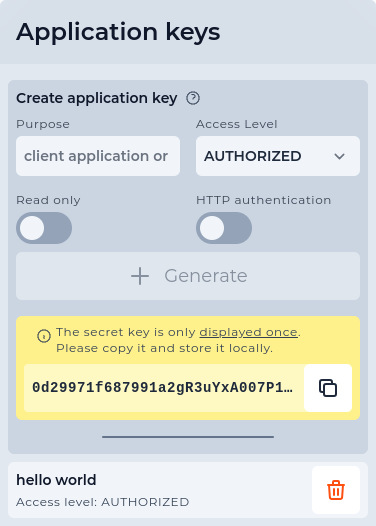 Application keys
Create application key
Purpose
Access Level
client application or
AUTHORIZED
Read only
HTTP authentication
Generate
The secret key is only displayed once.
Please copy it and store it locally.
0d29971f687991a2gR3uYxA007P1…
hello world
Access level: AUTHORIZED